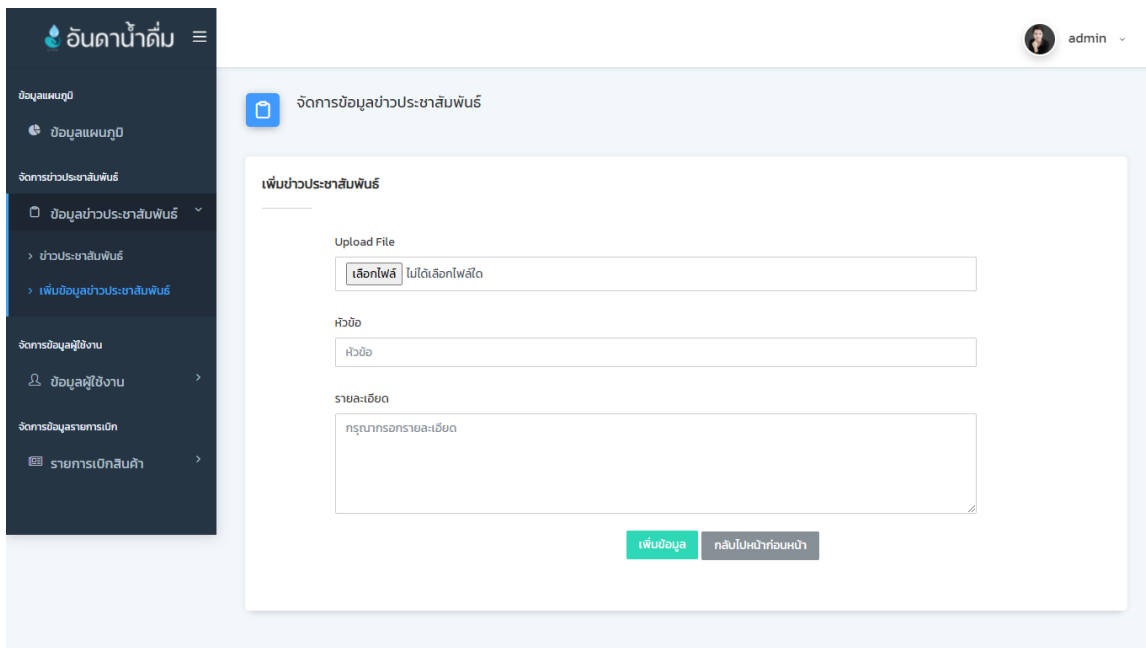 อันดาน้ำดื่ม
admin
ข้อมูลแผนภูมิ
ข้อมูลแผนภูมิ
จัดการข่าวประชาสัมพันธ์
ข้อมูลข่าวประชาสัมพันธ์
ข่าวประชาสัมพันธ์
เพิ่มข้อมูลข่าวประชาสัมพันธ์
จัดการข้อมูลผู้ใช้งาน
ข้อมูลผู้ใช้งาน
จัดการข้อมูลรายการเบิก
รายการเบิกสินค้า
จัดการข้อมูลข่าวประชาสัมพันธ์
เพิ่มข่าวประชาสัมพันธ์
Upload File
เลือกไฟล์ ไม่ได้เลือกไฟล์ใด
หัวข้อ
หัวข้อ
รายละเอียด
กรุณากรอกรายละเอียด
เพิ่มข้อมูล กลับไปหน้าก่อนหน้า